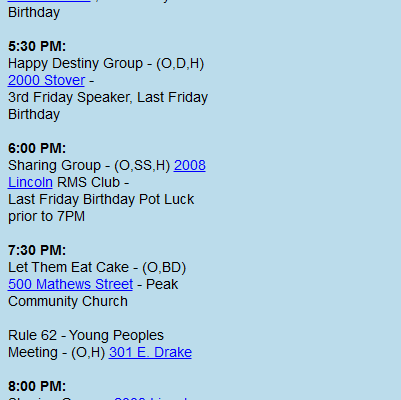 Birthday
5:30 PM:
Happy Destiny Group - (O,D,H)
2000 Stover -
3rd Friday Speaker, Last Friday
Birthday
6:00 PM:
Sharing Group - (O,SS,H) 2008
Lincoln RMS Club -
Last Friday Birthday Pot Luck
prior to 7PM
7:30 PM:
Let Them Eat Cake - (O,BD)
500 Mathews Street - Peak
Community Church
Rule 62 - Young Peoples
Meeting - (O,H) 301 E. Drake
8:00 PM: